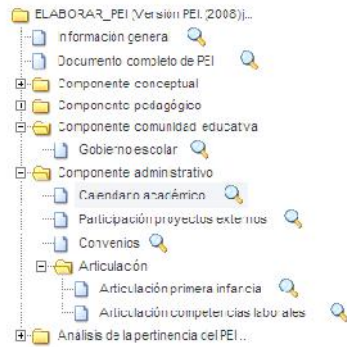 ELABORAR_PEI (Versión PEI: (2008))...
Información genera
Documento completo de PEI
Componente conceptual
Componente pedagógico
Componente comunidad educativa
Gobierno escolar
Componente administrativo
Calendario académico
Participación proyectos externos
Convenios
Articulación
Articulación primera infancia
Articulación competencias laborales
Análisis de la pertinencia del PEI...